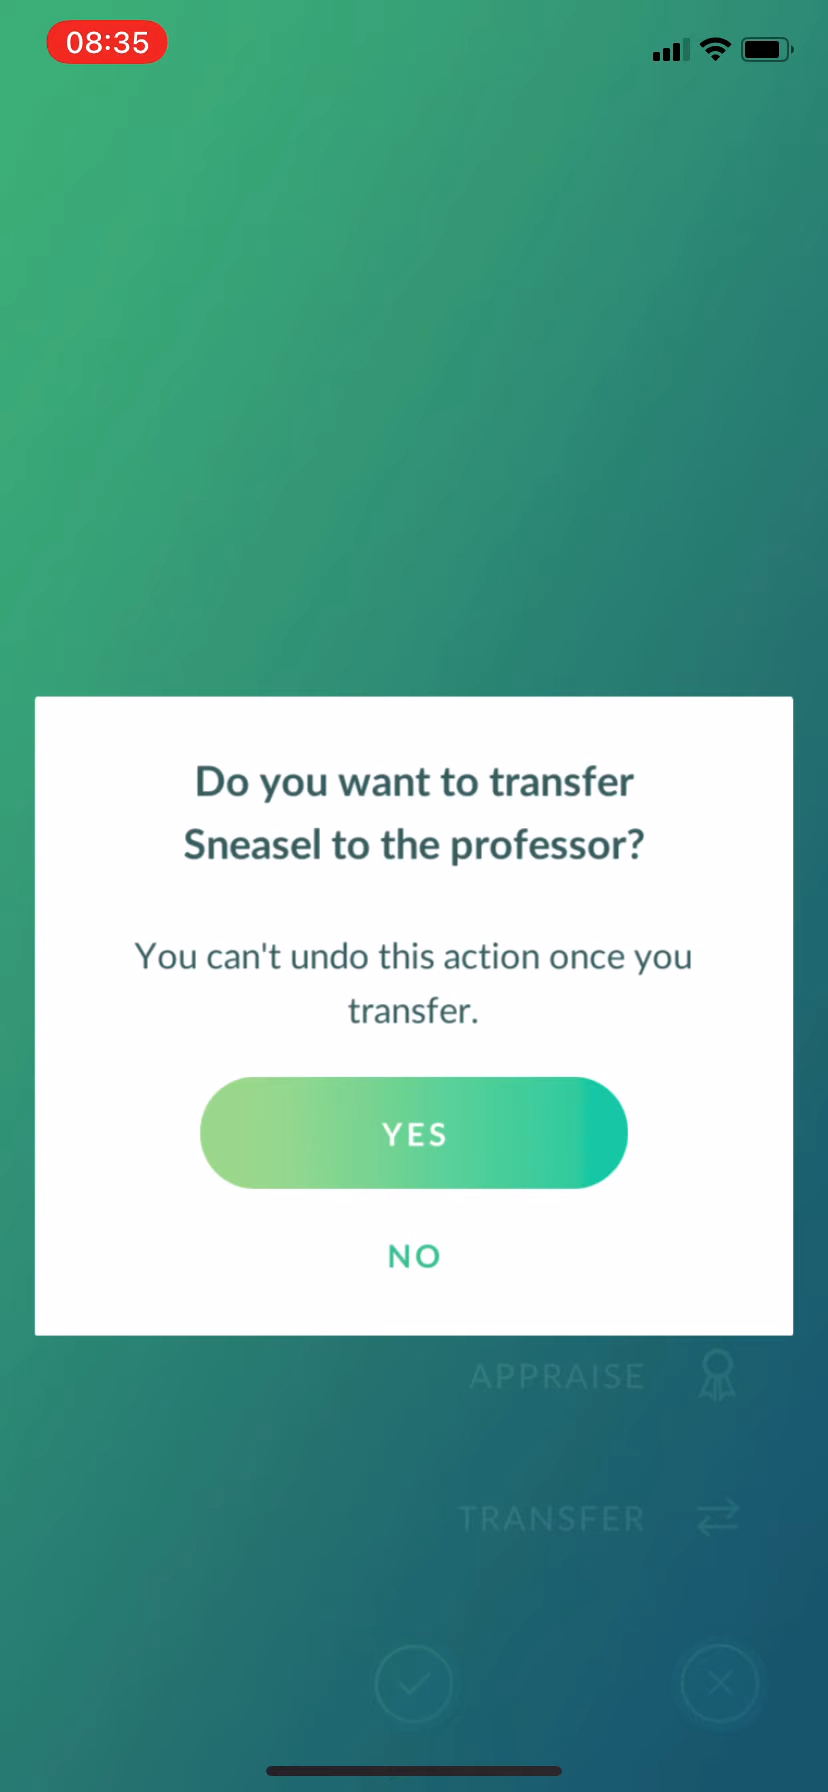 08:35
Do you want to transfer
Sneasel to the professor?
You can't undo this action once you
transfer.
YES
NO
APPRAISE
TRANSFER